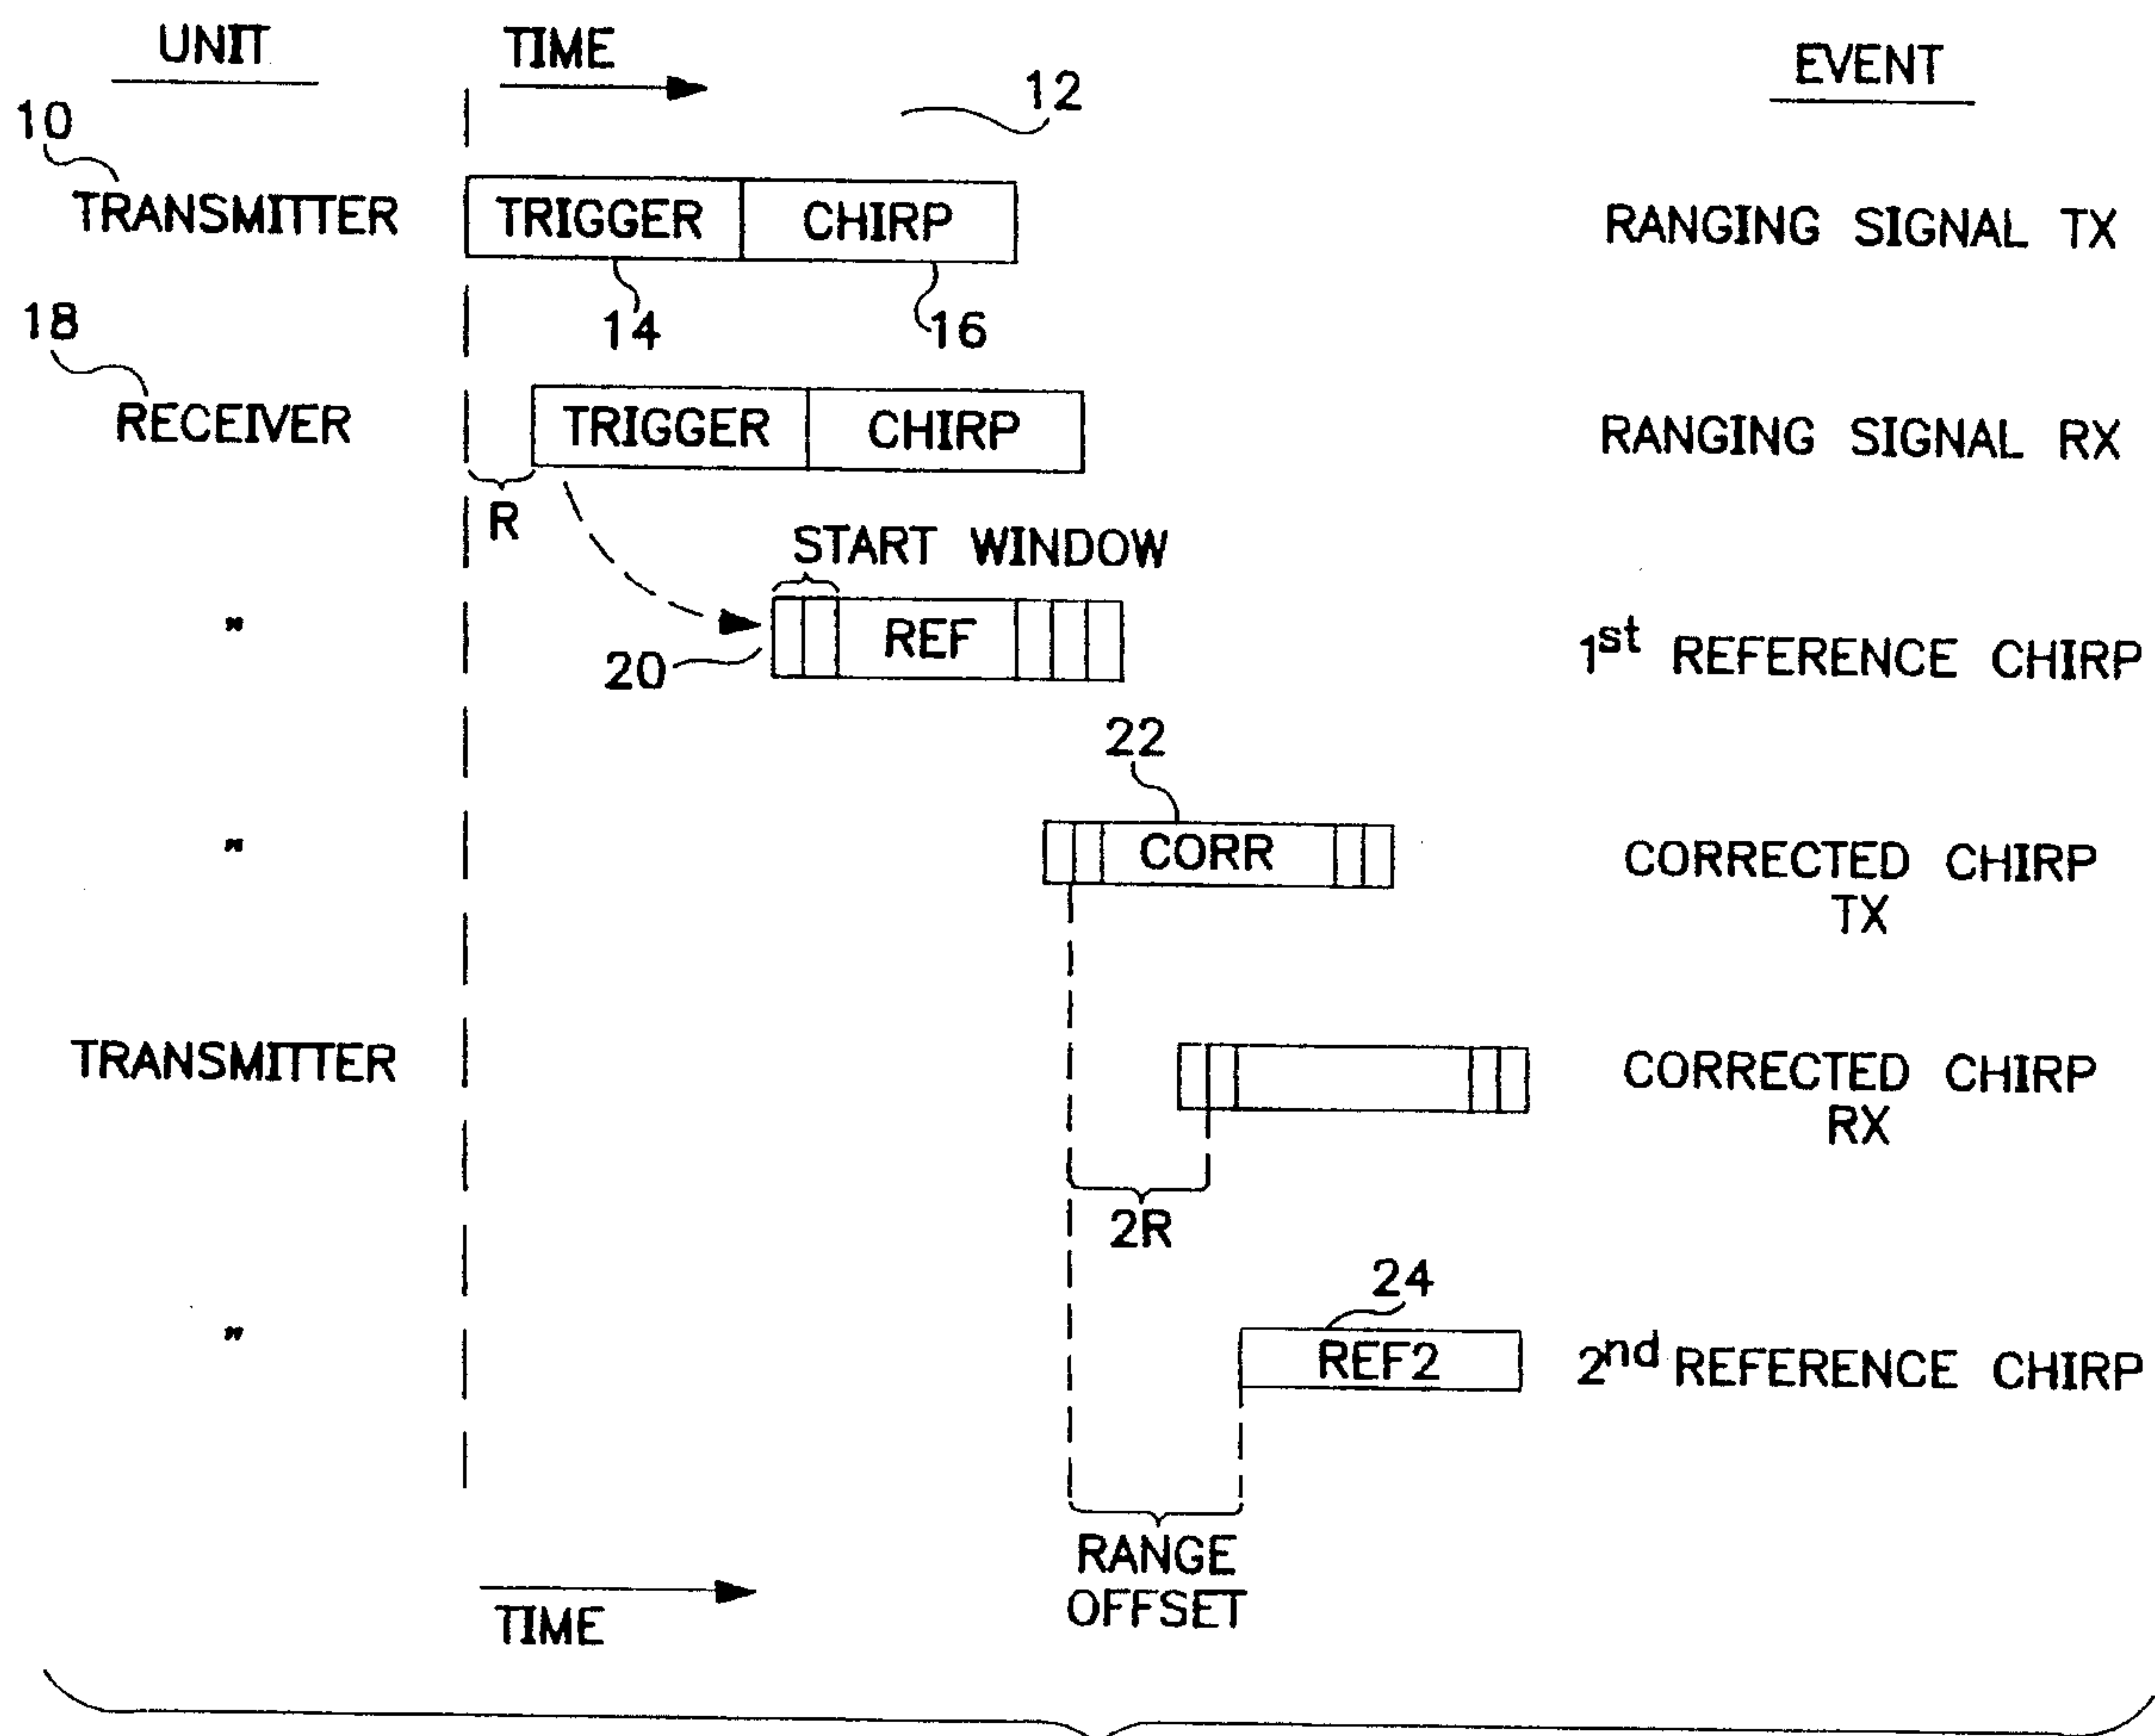 UNIT
TIME
EVENT
12
10
TRANSMITTER
TRIGGER
CHIRP
RANGING SIGNAL TX
14
16
18
RECEIVER
TRIGGER
CHIRP
RANGING SIGNAL RX
R
START WINDOW
"
20
REF
1st REFERENCE CHIRP
22
"
CORR
CORRECTED CHIRP
TX
TRANSMITTER
CORRECTED CHIRP
RX
2R
24
"
REF2
2nd REFERENCE CHIRP
RANGE
OFFSET
TIME